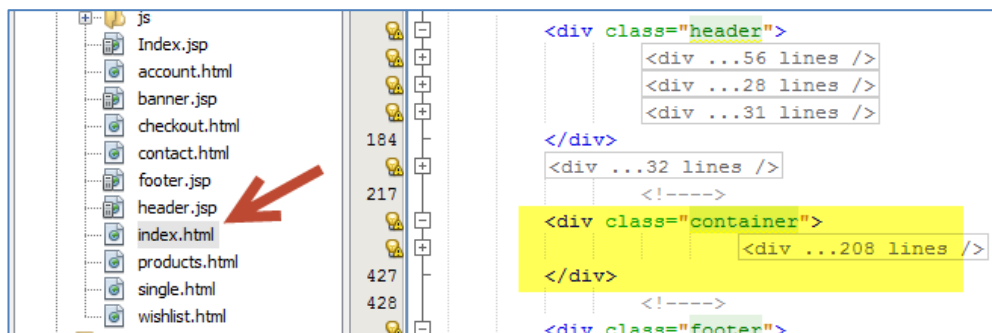 js
Index.jsp
account.html
banner.jsp
checkout.html
contact.html
footer.jsp
header.jsp
index.html
products.html
single.html
wishlist.html
<div class="header">
<div ...56 lines />
<div ...28 lines />
<div ...31 lines />
184 </div>
<div ...32 lines />
217 <!---->
<div class="container">
<div ...208 lines />
427 </div>
428 <!---->
<div class="footer">